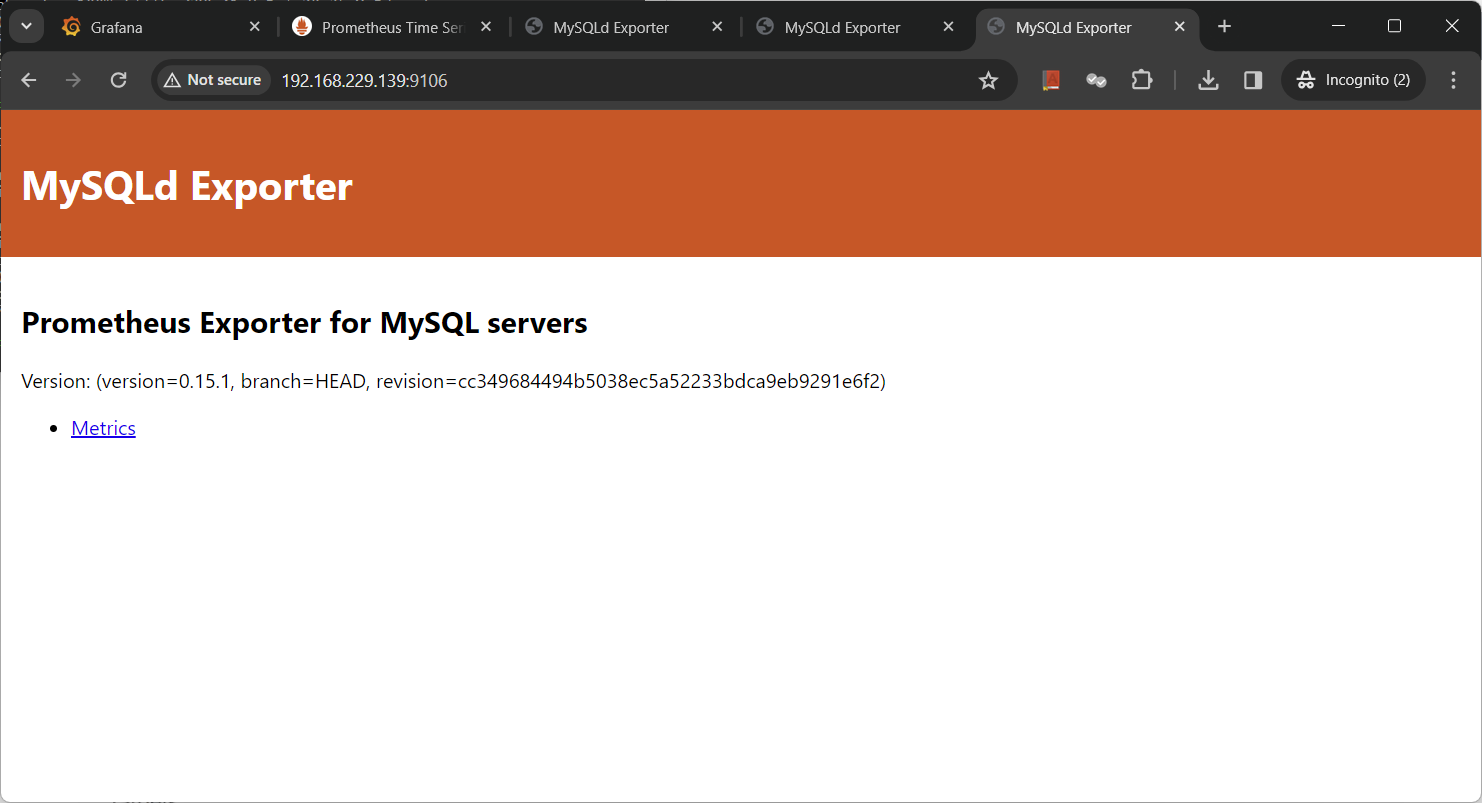 Grafana
Prometheus Time Ser
MySQLd Exporter
MySQLd Exporter
MySQLd Exporter
Not secure
192.168.229.139:9106
Incognito (2)
MySQLd Exporter
Prometheus Exporter for MySQL servers
Version: (version=0.15.1, branch=HEAD, revision=cc349684494b5038ec5a52233bdca9eb9291e6f2)
Metrics